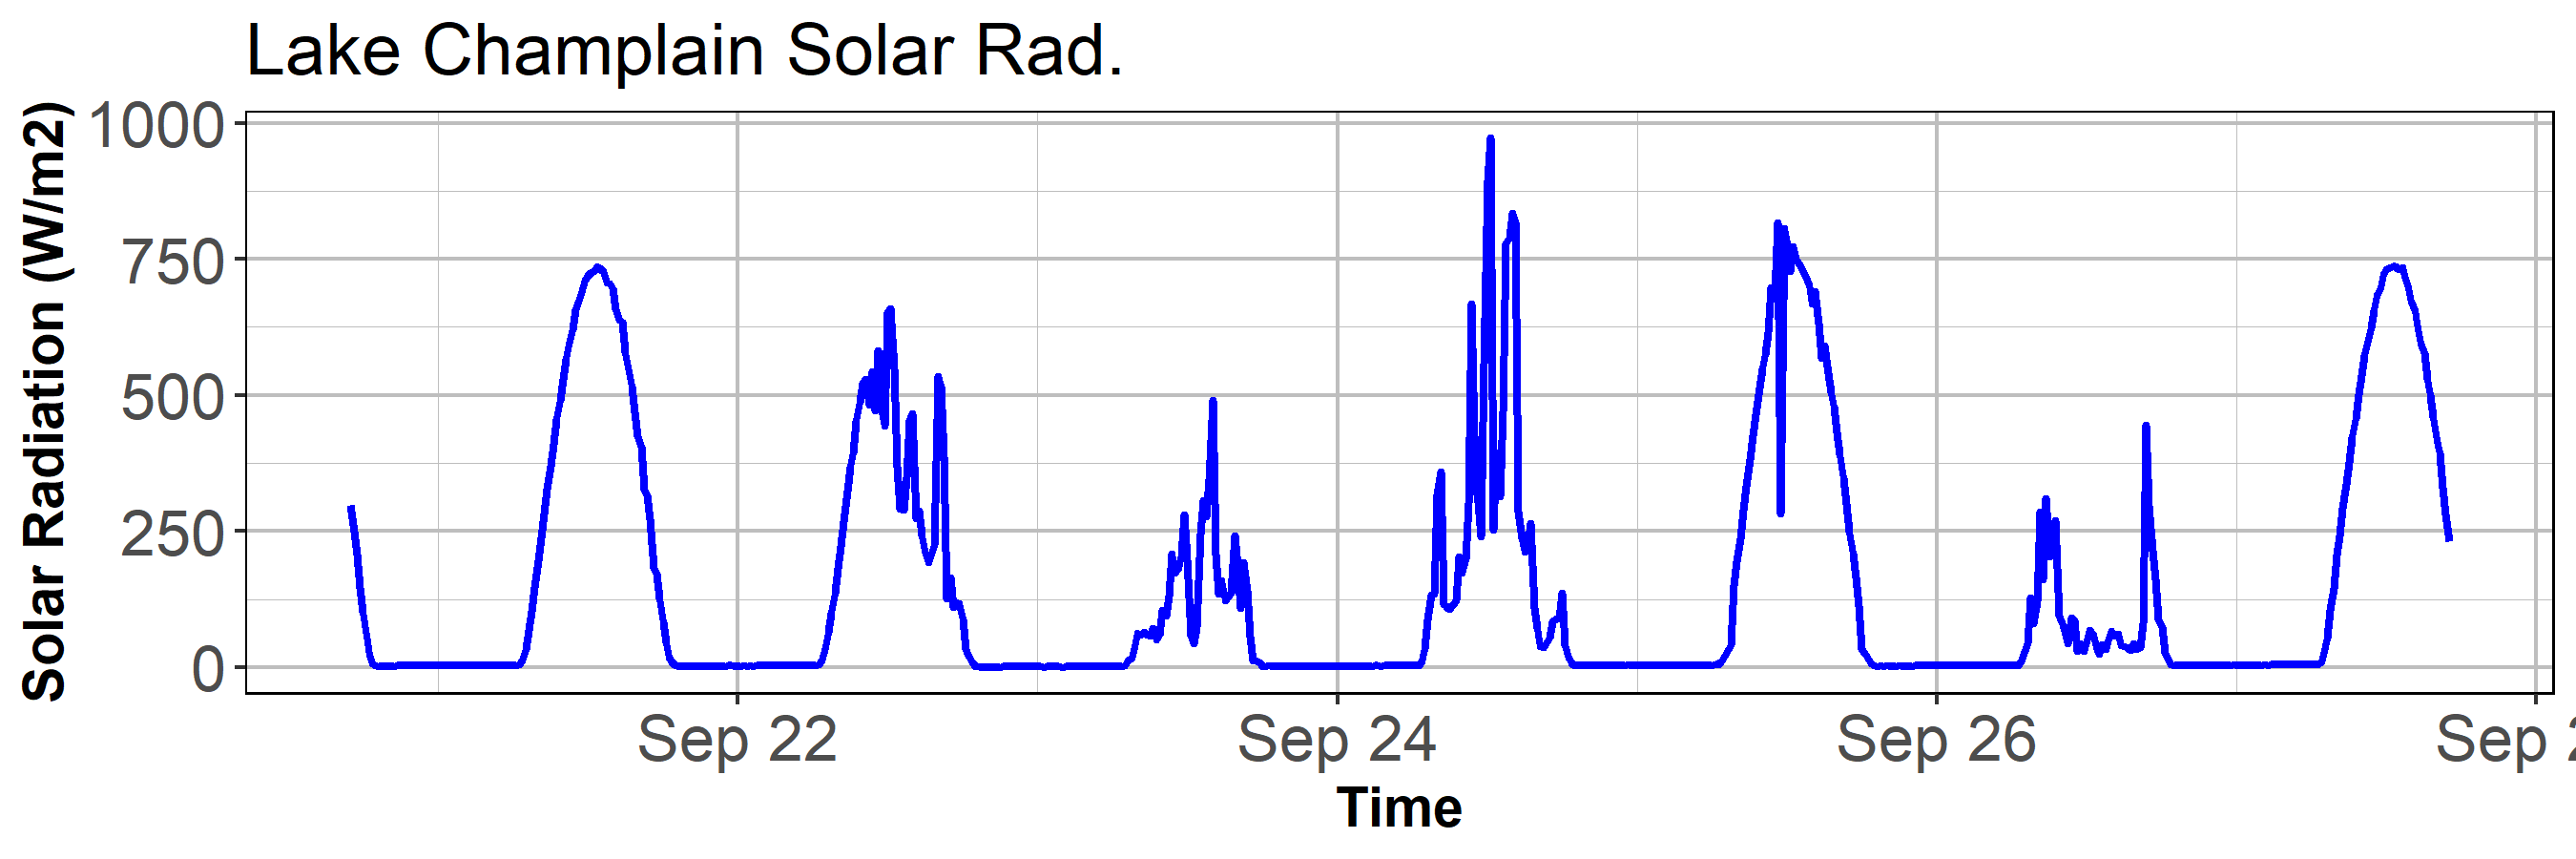 Lake Champlain Solar Rad.
Solar Radiation (W/m2)
1000
750
500
250
0
Sep 22 Sep 24 Sep 26 Sep
Time